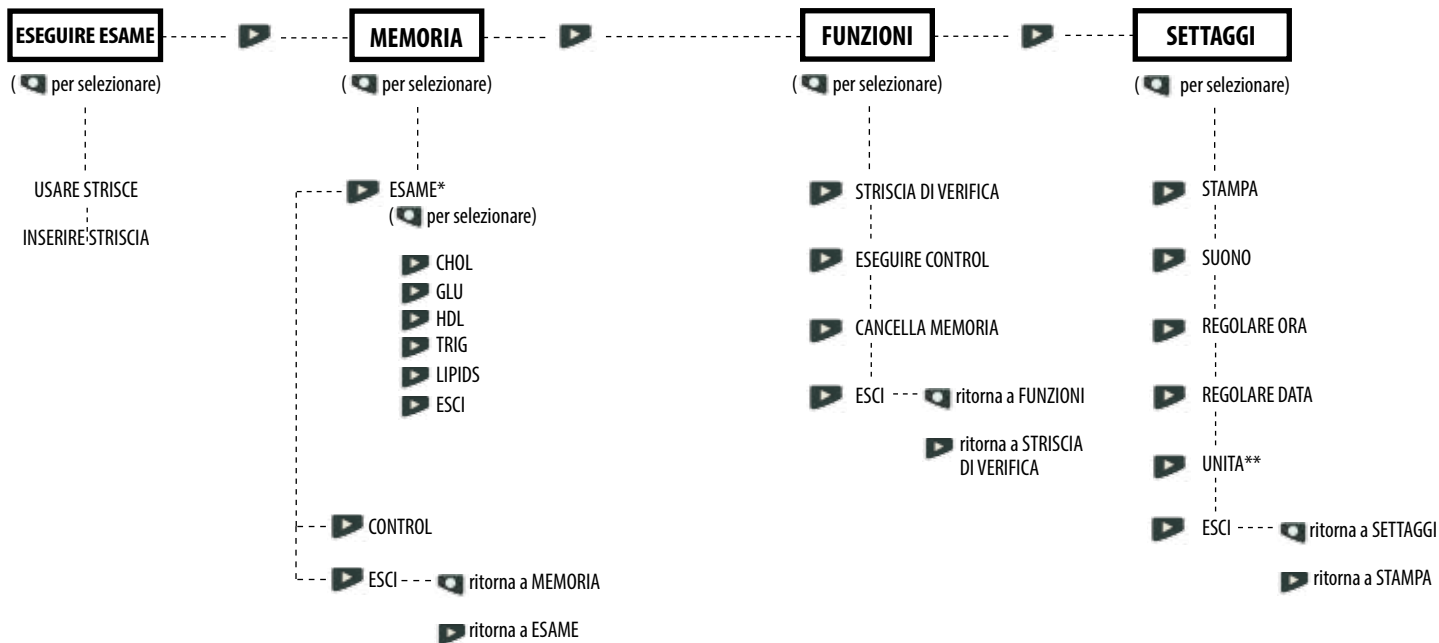 ESEGUIRE ESAME
( per selezionare)
USARE STRISCE
INSERIRE STRISCIA
MEMORIA
( per selezionare)
ESAME*
( per selezionare)
CHOL
GLU
HDL
TRIG
LIPIDS
ESCI
CONTROL
ESCI
ritorna a MEMORIA
ritorna a ESAME
FUNZIONI
( per selezionare)
STRISCIA DI VERIFICA
ESEGUIRE CONTROL
CANCELLA MEMORIA
ESCI
ritorna a FUNZIONI
ritorna a STRISCIA
DI VERIFICA
SETTAGGI
( per selezionare)
STAMPA
SUONO
REGOLARE ORA
REGOLARE DATA
UNITA**
ESCI
ritorna a SETTAGGI
ritorna a STAMPA